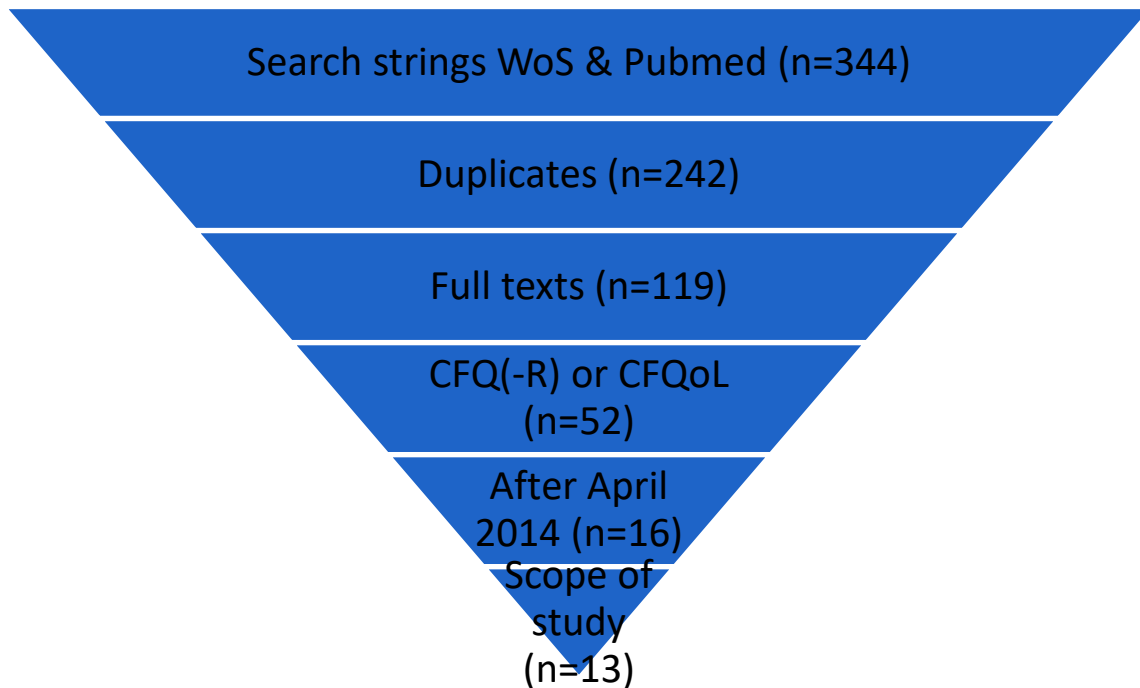 Search strings WoS & Pubmed (n=344)
Duplicates (n=242)
Full texts (n=119)
CFQ(-R) or CFQoL
(n=52)
After April
2014 (n=16)
Scope of
study
(n=13)